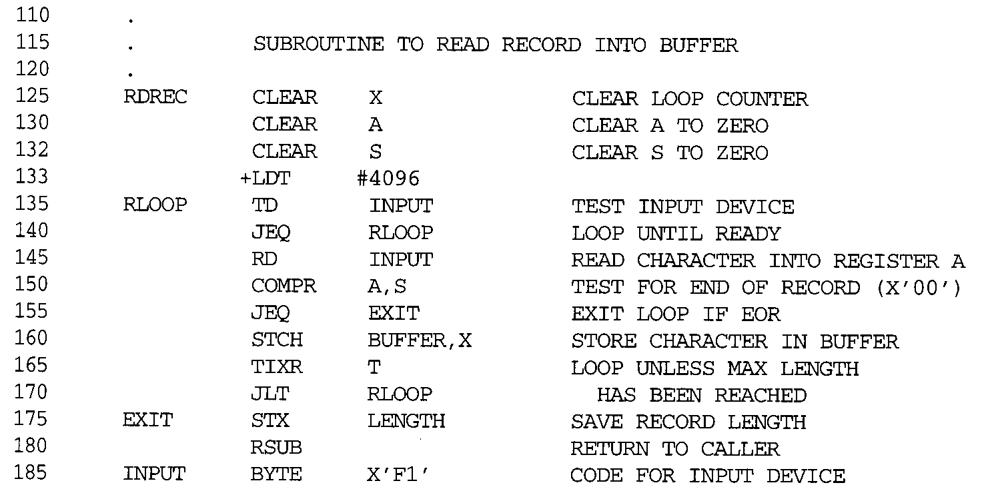 110 .
115 . SUBROUTINE TO READ RECORD INTO BUFFER
120 .
125 RDREC CLEAR X CLEAR LOOP COUNTER
130 CLEAR A CLEAR A TO ZERO
132 CLEAR S CLEAR S TO ZERO
133 +LDT #4096
135 RLOOP TD INPUT TEST INPUT DEVICE
140 JEQ RLOOP LOOP UNTIL READY
145 RD INPUT READ CHARACTER INTO REGISTER A
150 COMPR A,S TEST FOR END OF RECORD (X'00')
155 JEQ EXIT EXIT LOOP IF EOR
160 STCH BUFFER,X STORE CHARACTER IN BUFFER
165 TIXR T LOOP UNLESS MAX LENGTH
170 JLT RLOOP HAS BEEN REACHED
175 EXIT STX LENGTH SAVE RECORD LENGTH
180 RSUB RETURN TO CALLER
185 INPUT BYTE X'F1' CODE FOR INPUT DEVICE